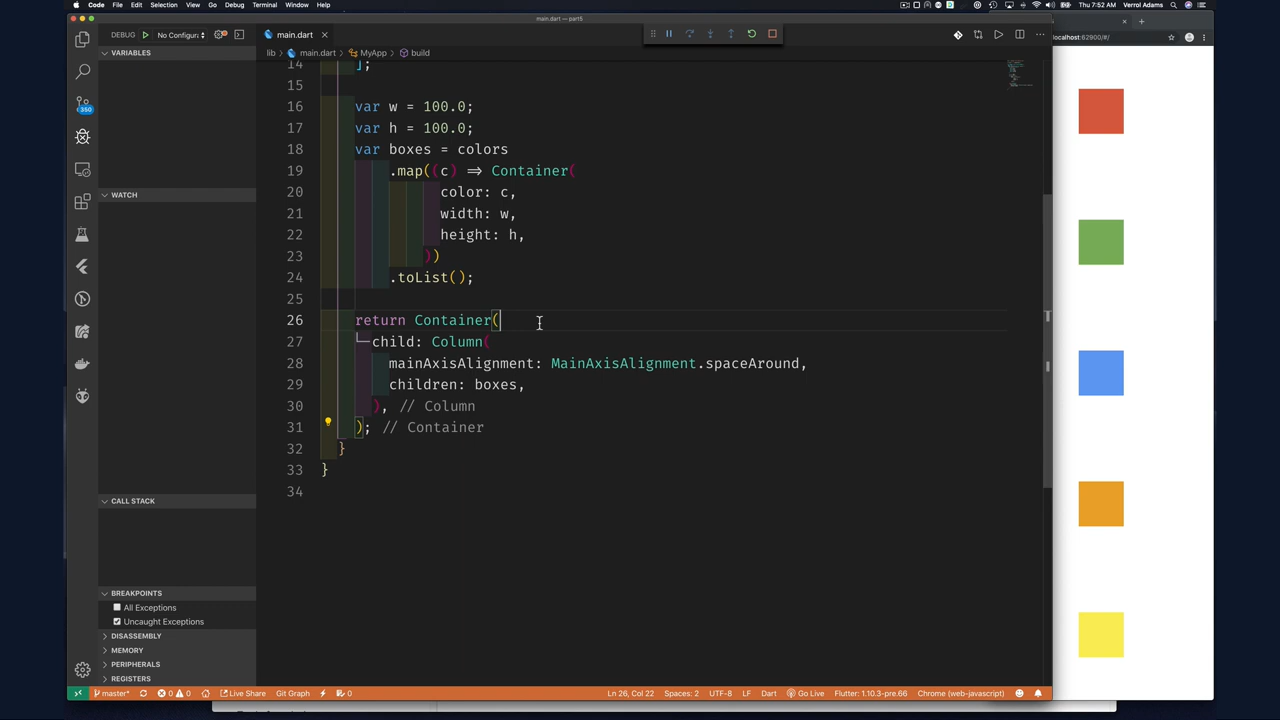 Code File Edit Selection View Go Debug Terminal Window Help Thu 7:52 AM Verrol Adams
main.dart — part5
DEBUG No Configura
main.dart
localhost:62900/#/
lib > main.dart > MyApp > build
VARIABLES
WATCH
CALL STACK
BREAKPOINTS
All Exceptions
Uncaught Exceptions
DISASSEMBLY
MEMORY
PERIPHERALS
REGISTERS
350
14 ];
15
16 var w = 100.0;
17 var h = 100.0;
18 var boxes = colors
19 .map((c) => Container(
20 color: c,
21 width: w,
22 height: h,
23 ))
24 .toList();
25
26 return Container(
27 child: Column(
28 mainAxisAlignment: MainAxisAlignment.spaceAround,
29 children: boxes,
30 ), // Column
31 ); // Container
32 }
33 }
34
master* 0 0 Live Share Git Graph 0 Ln 26, Col 22 Spaces: 2 UTF-8 LF Dart Go Live Flutter: 1.10.3-pre.66 Chrome (web-javascript)